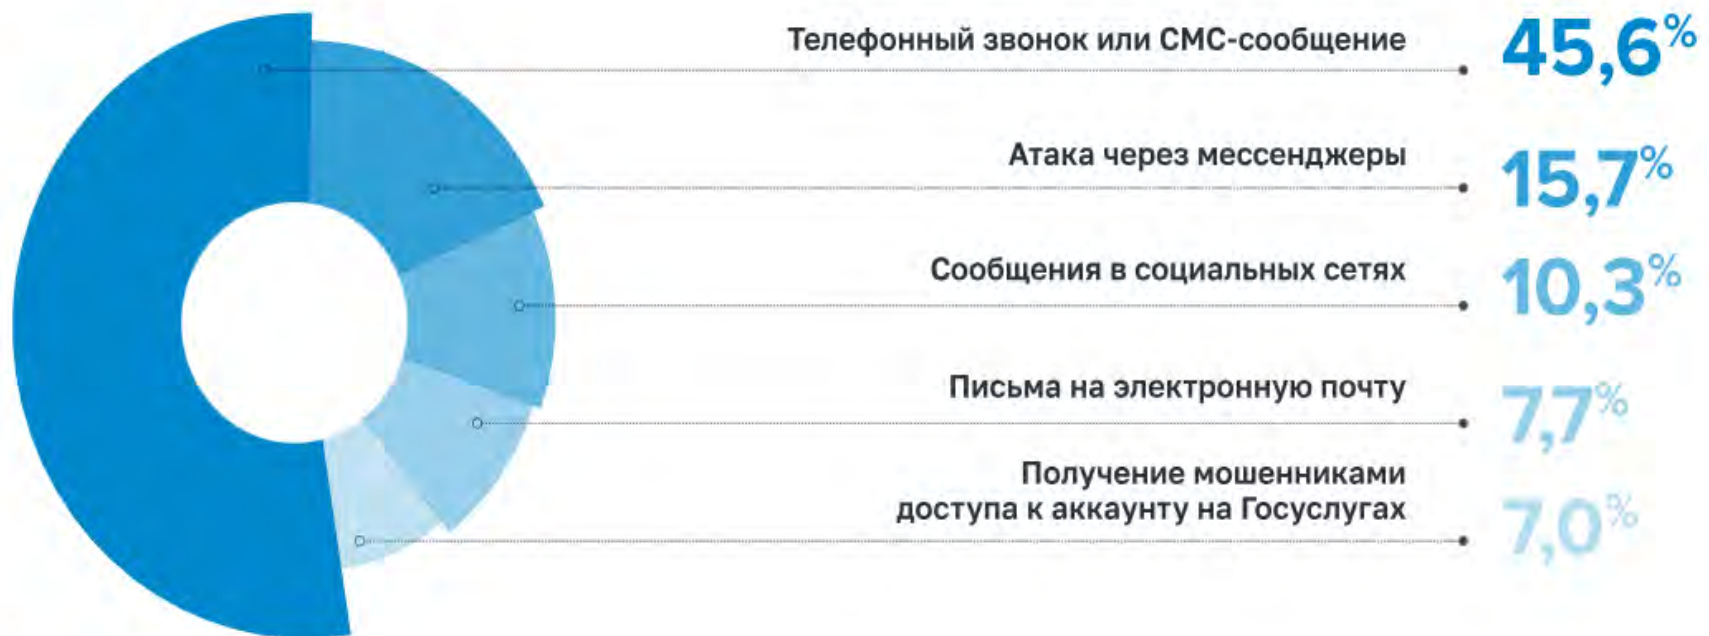 Телефонный звонок или СМС-сообщение
45,6%
Атака через мессенджеры
15,7%
Сообщения в социальных сетях
10,3%
Письма на электронную почту
7,7%
Получение мошенниками
доступа к аккаунту на Госуслугах
7,0%